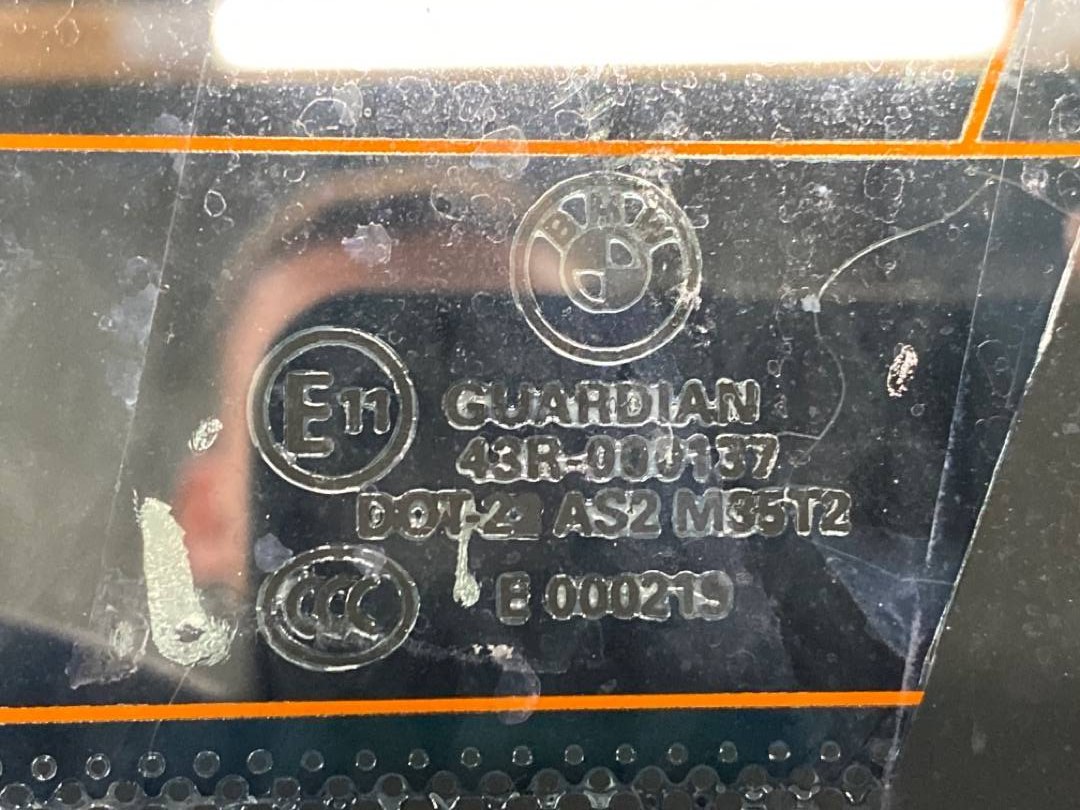 BMW
E11
GUARDIAN
43R-000137
DOT-22 AS2 M35T2
CCC
E 000219